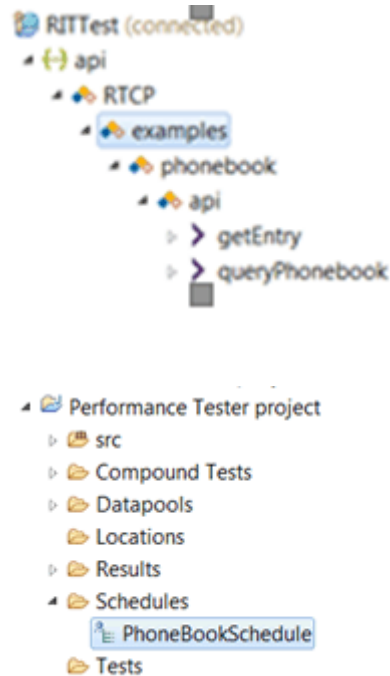 RITTest (connected)
api
RTCP
examples
phonebook
api
getEntry
queryPhonebook
Performance Tester project
src
Compound Tests
Datapools
Locations
Results
Schedules
PhoneBookSchedule
Tests